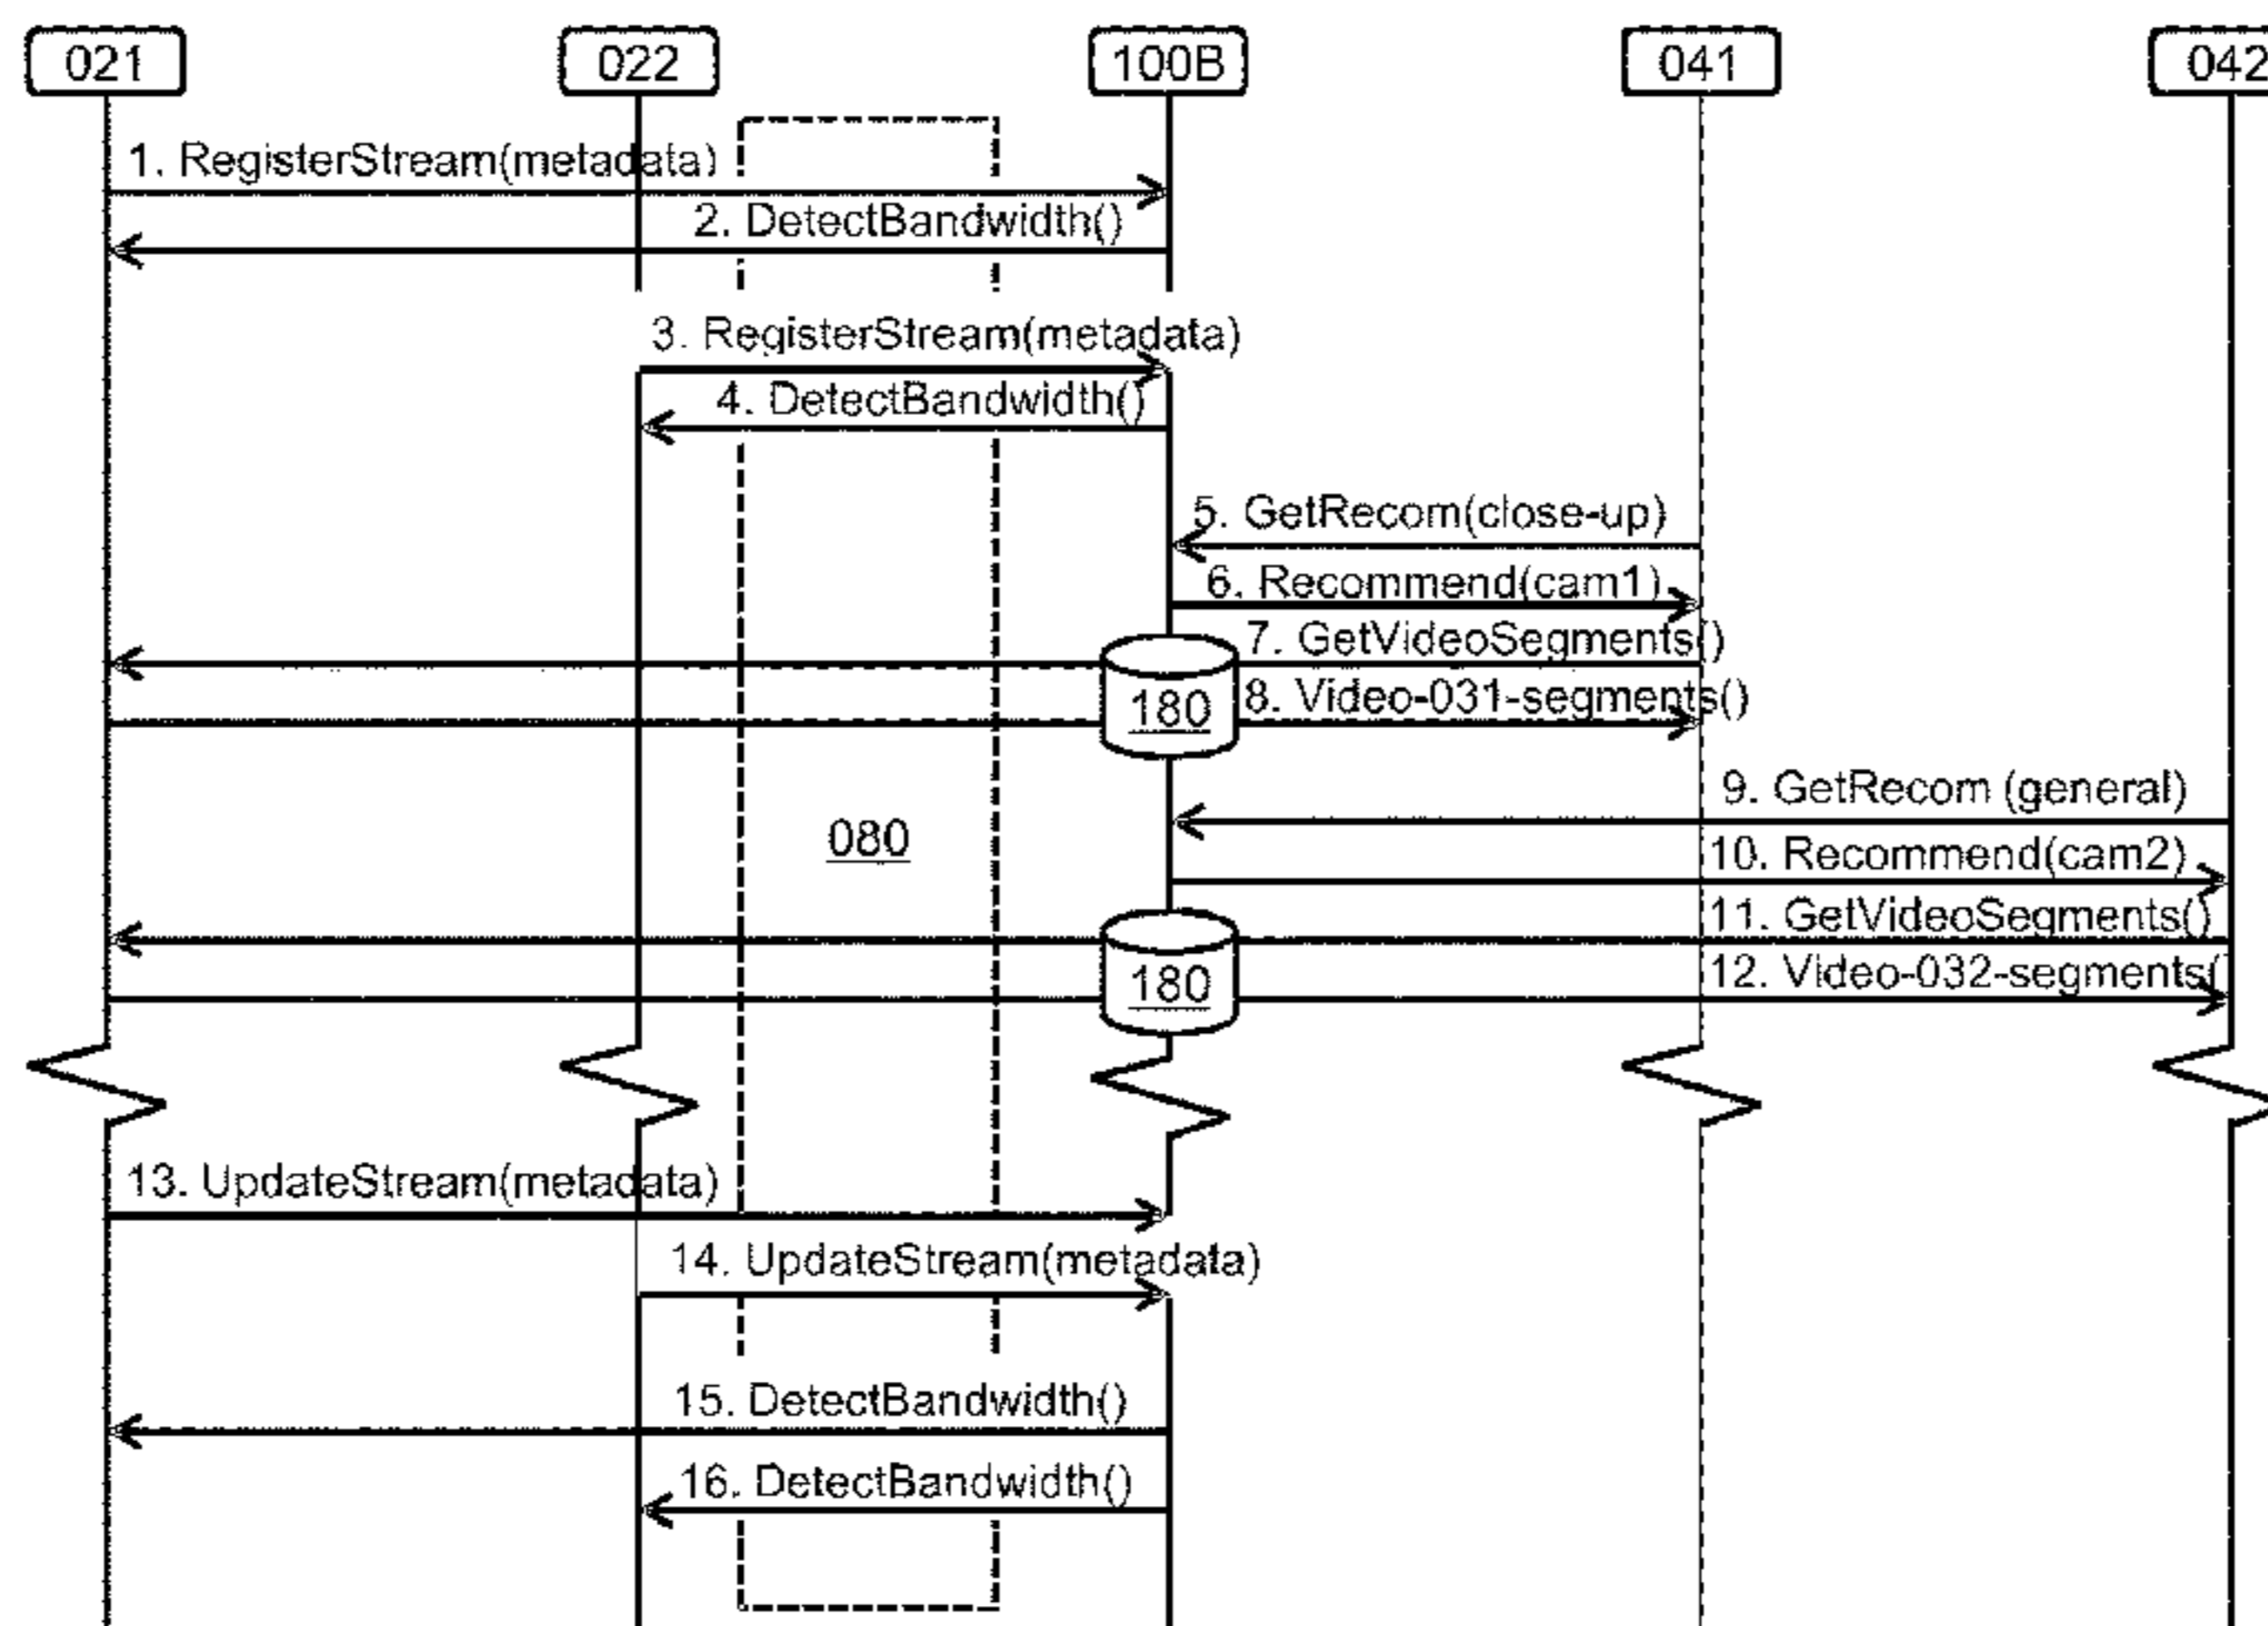 021 022 100B 041 042
1. RegisterStream(metadata)
2. DetectBandwidth()
3. RegisterStream(metadata)
4. DetectBandwidth()
5. GetRecom(close-up)
6. Recommend(cam1)
7. GetVideoSegments()
180
8. Video-031-segments()
9. GetRecom (general)
080
10. Recommend(cam2)
11. GetVideoSegments()
180
12. Video-032-segments(
13. UpdateStream(metadata)
14. UpdateStream(metadata)
15. DetectBandwidth()
16. DetectBandwidth()